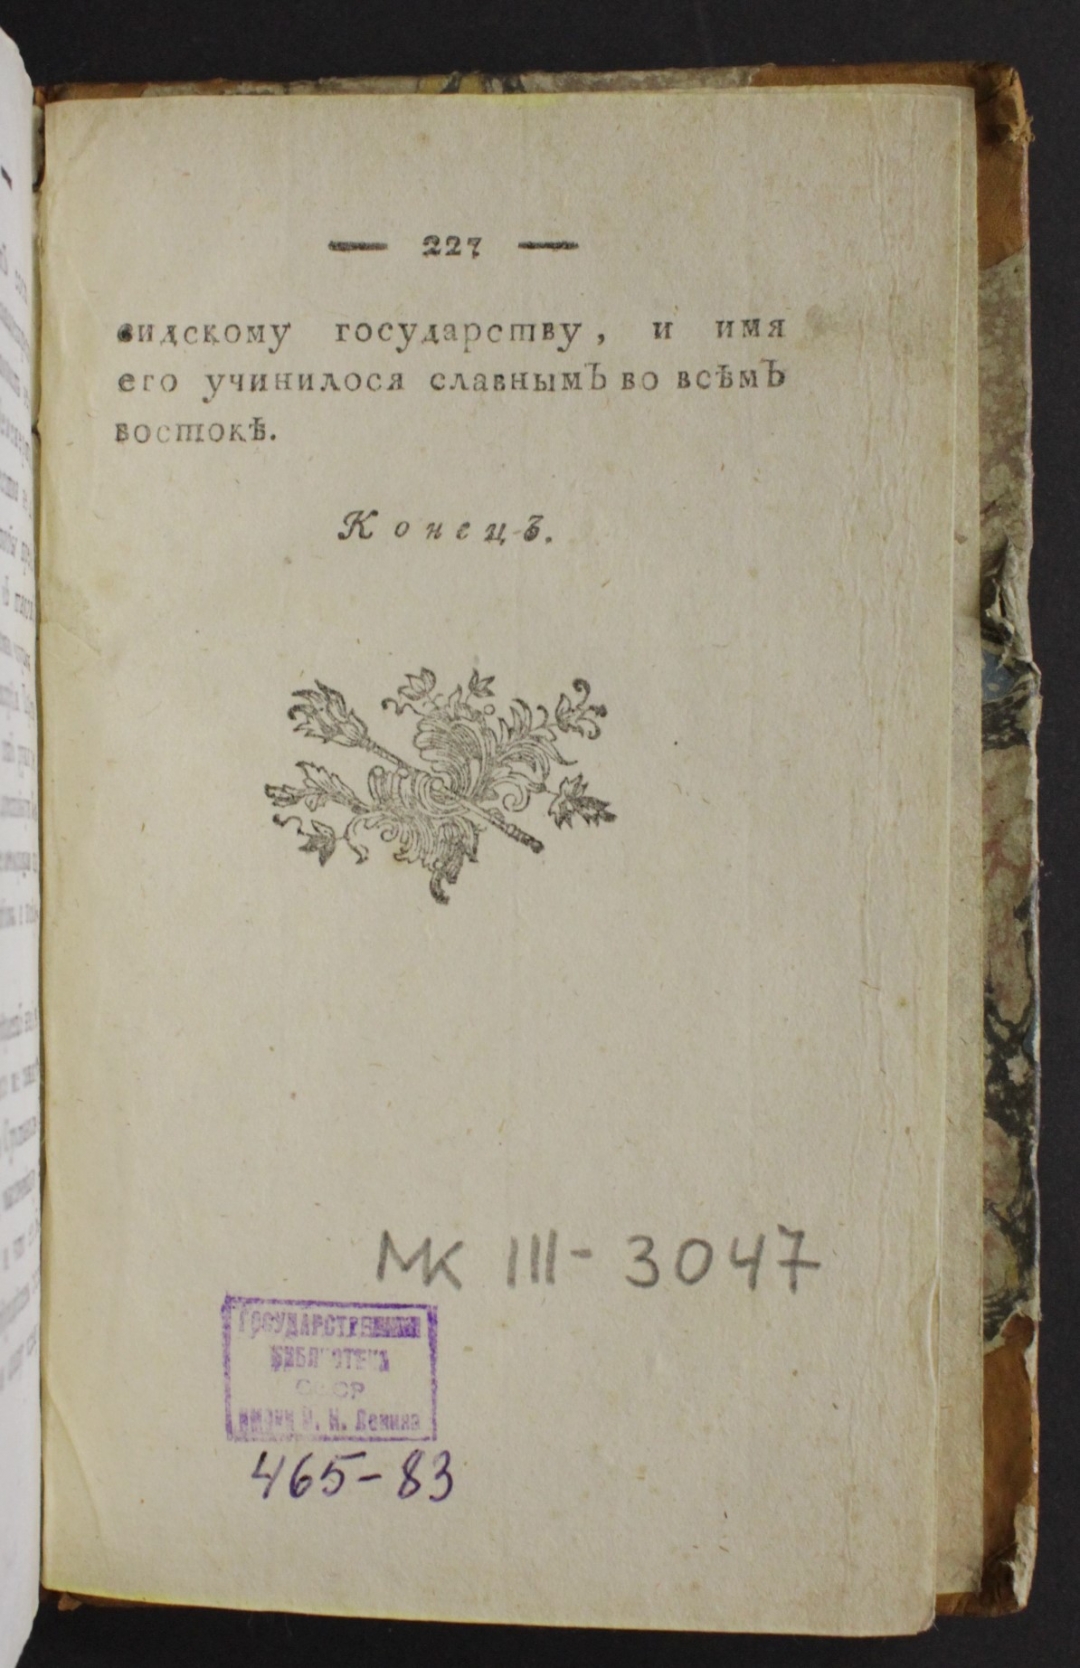 — 227 —
видскому государству, и имя
его учинилося славнымЪ во всѣмЪ
востокѣ.
КонецЪ.
МК III-3047
ГОСУДАРСТВЕННАЯ
БИБЛИОТЕКА
СССР
имени В. И. Ленина
465-83